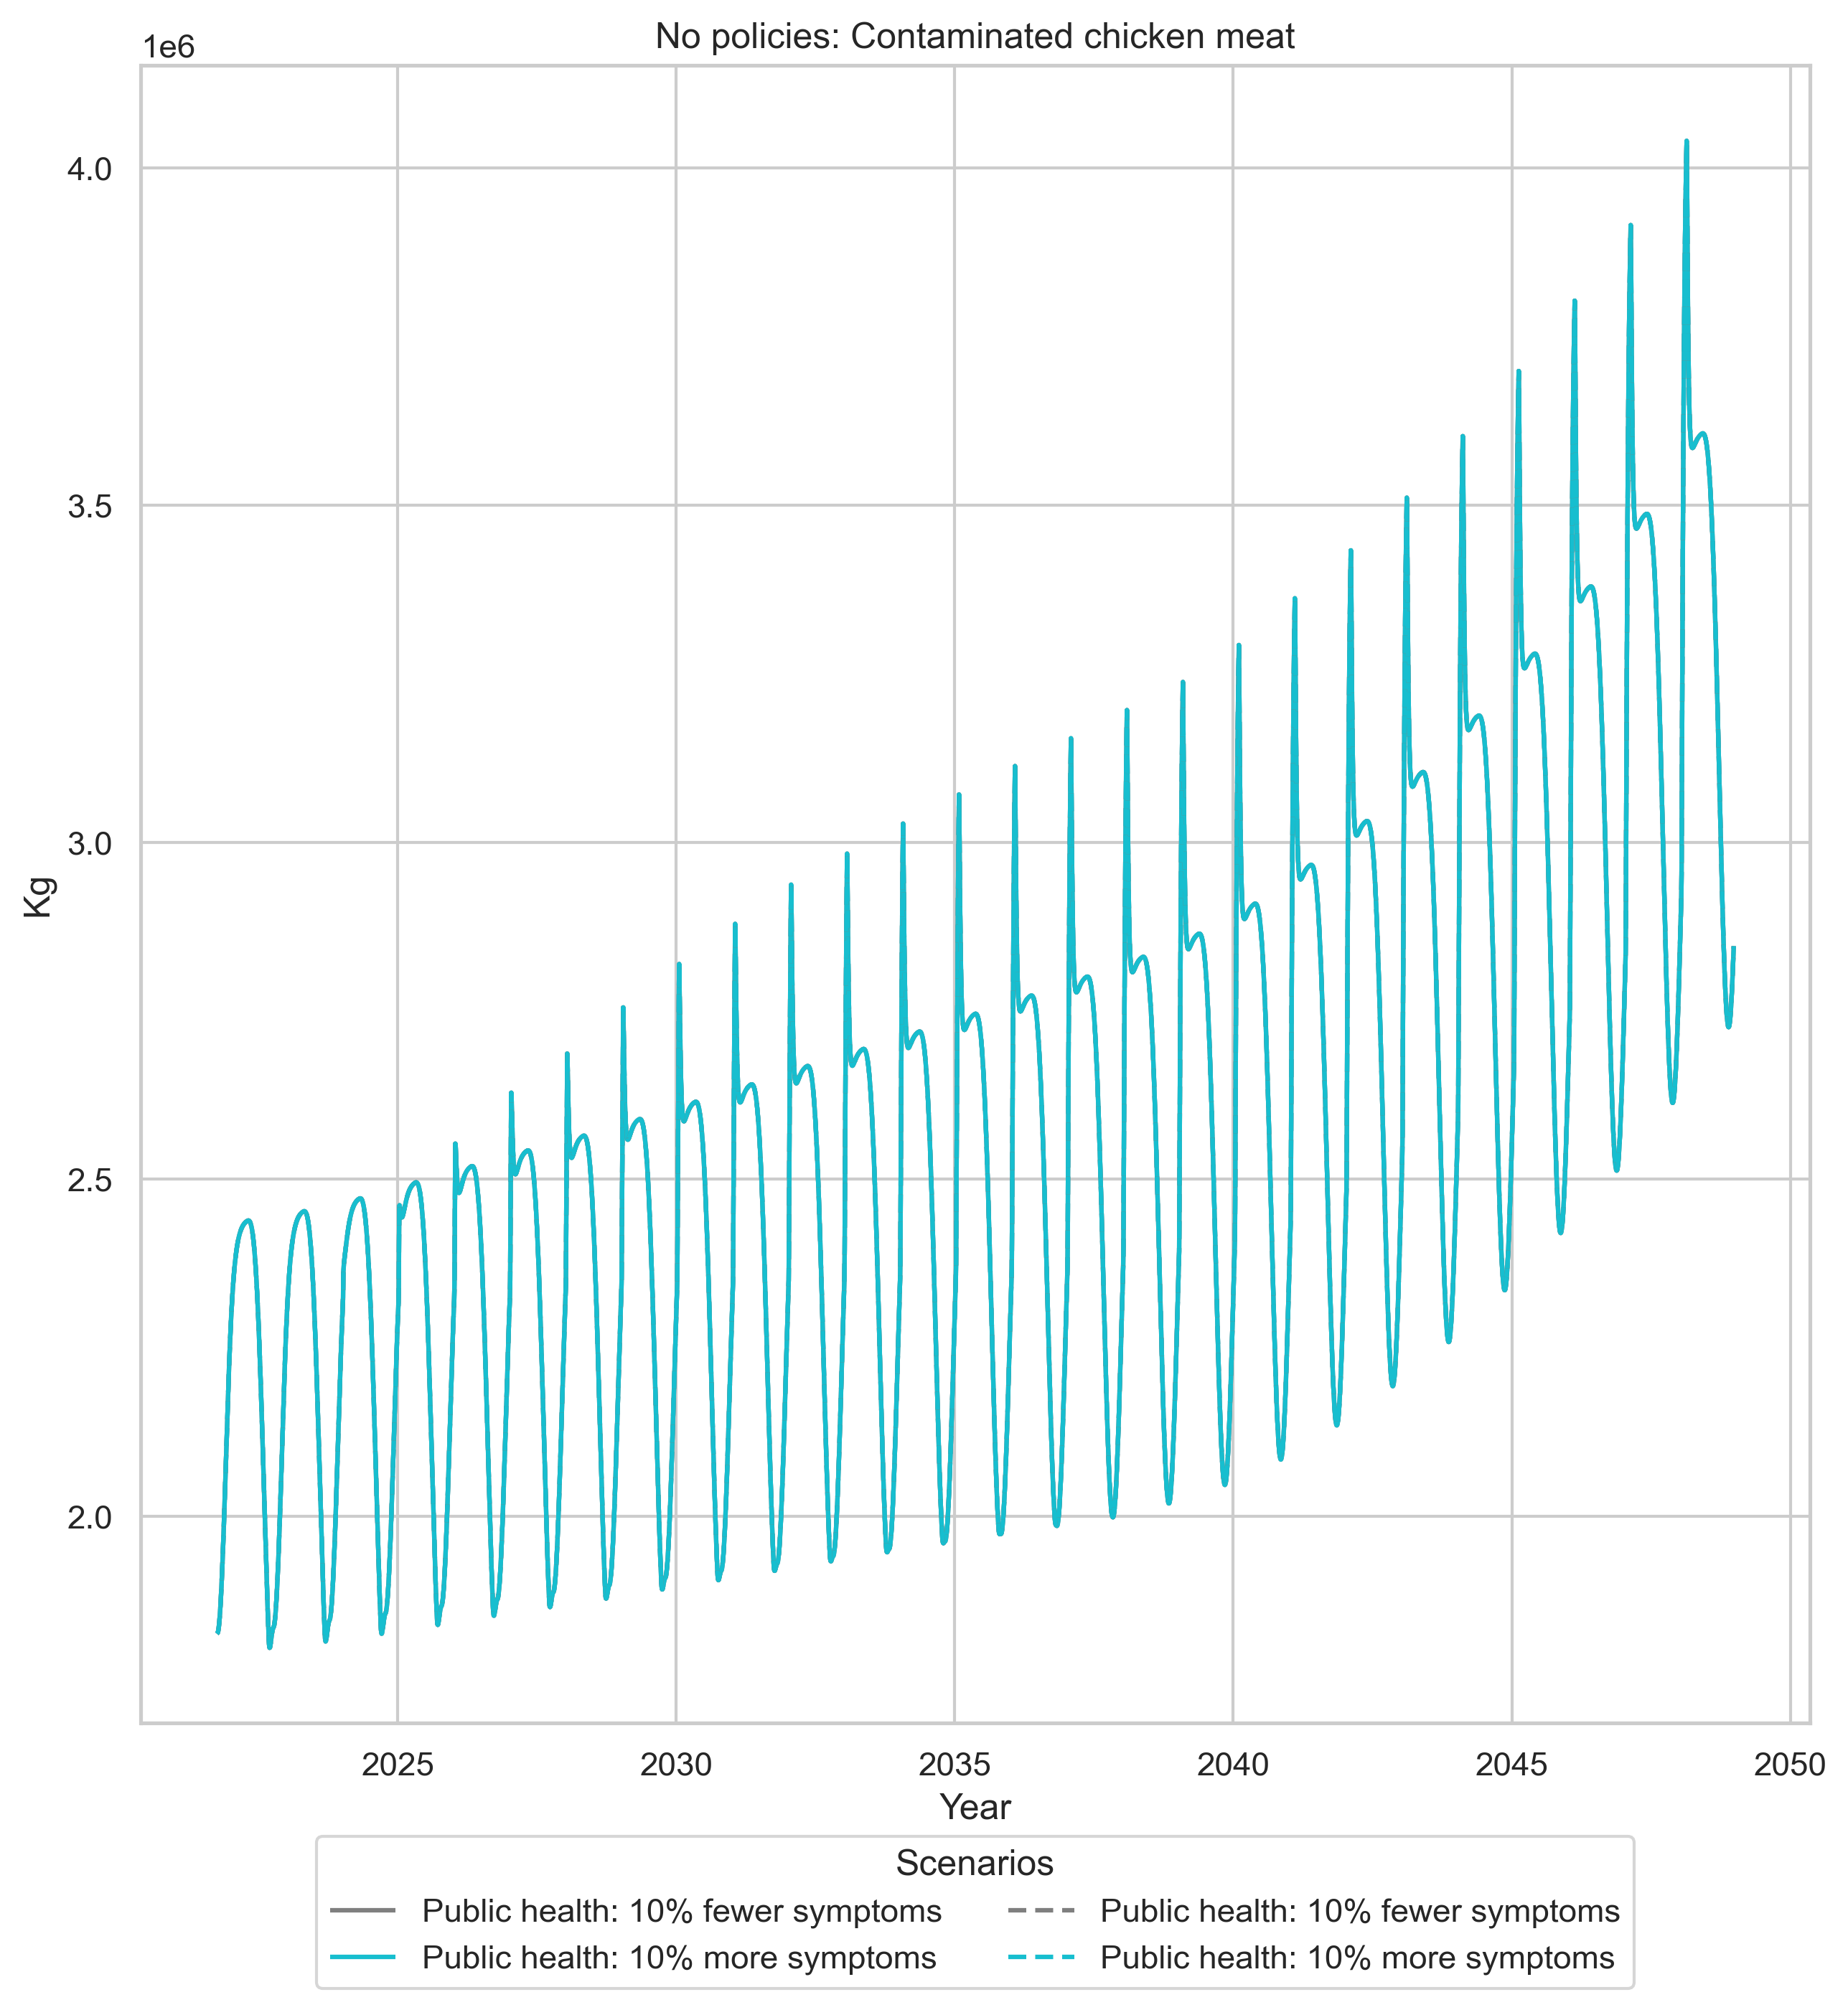 No policies: Contaminated chicken meat
1e6
4.0
3.5
3.0
2.5
2.0
Kg
2025 2030 2035 2040 2045 2050
Year
Scenarios
Public health: 10% fewer symptoms Public health: 10% fewer symptoms
Public health: 10% more symptoms Public health: 10% more symptoms